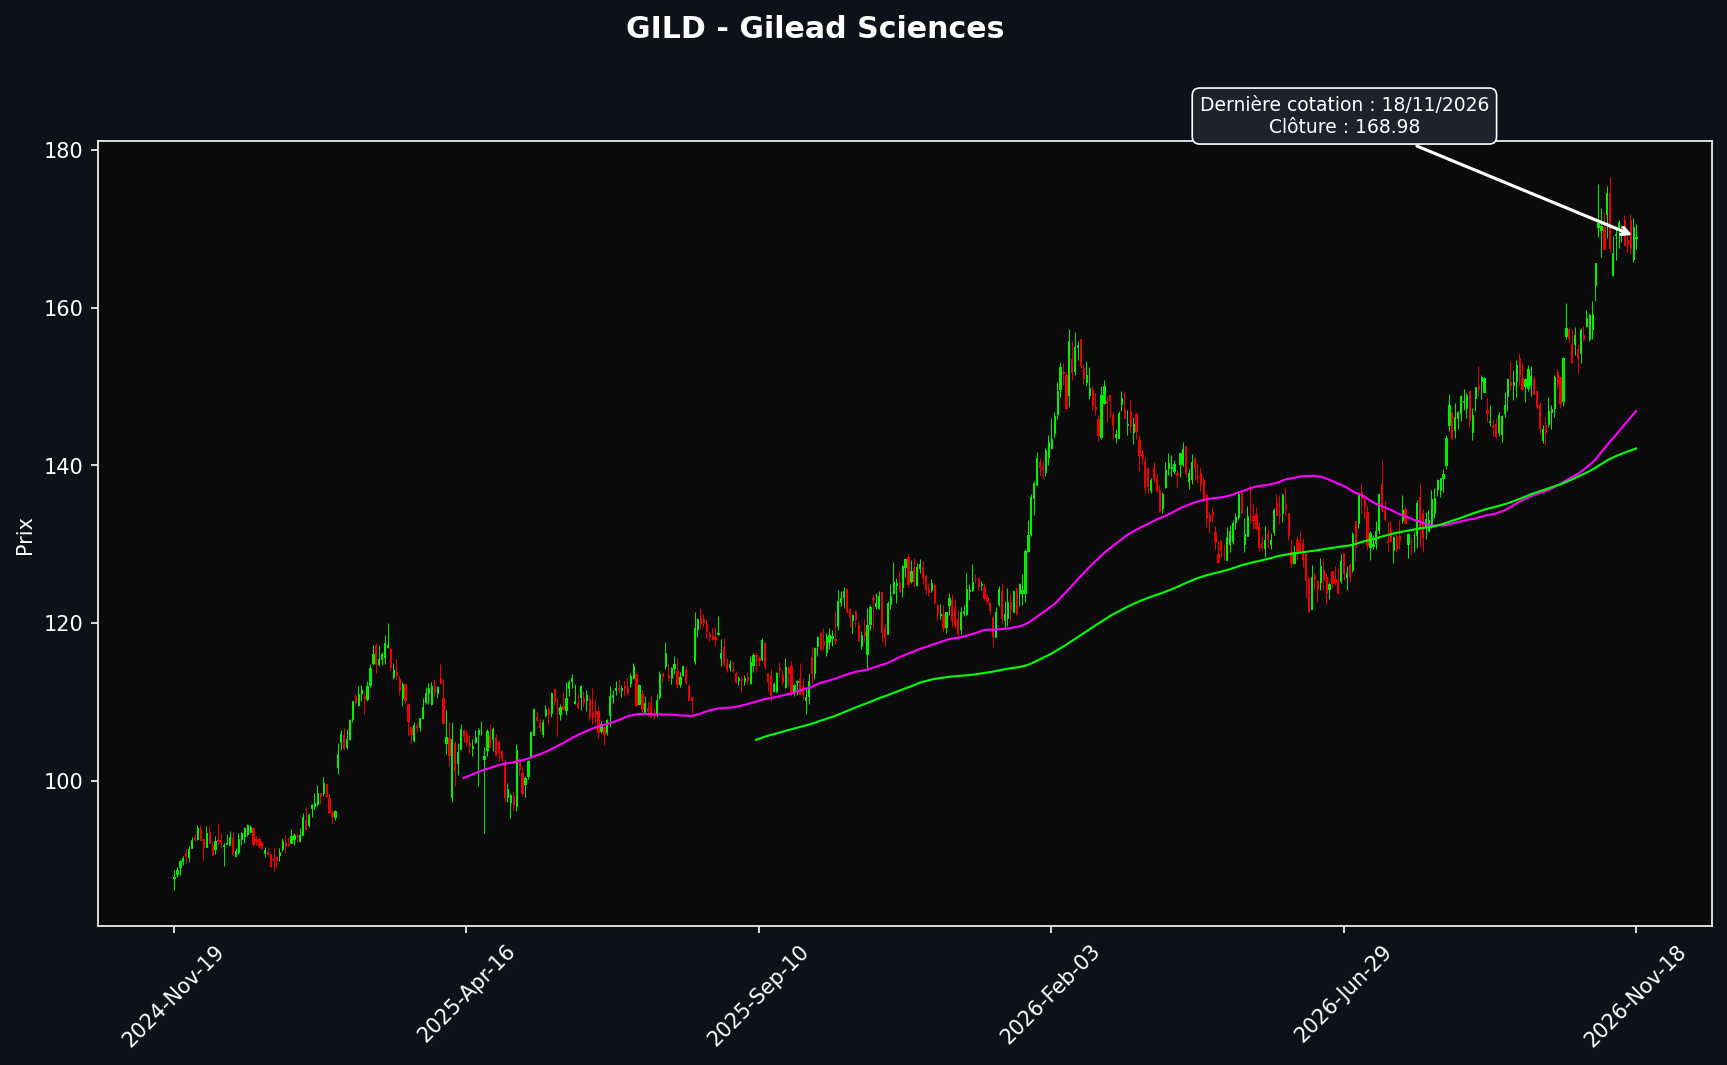 GILD - Gilead Sciences
Dernière cotation : 18/11/2026
Clôture : 168.98
180
160
140
120
100
Prix
2024-Nov-19
2025-Apr-16
2025-Sep-10
2026-Feb-03
2026-Jun-29
2026-Nov-18